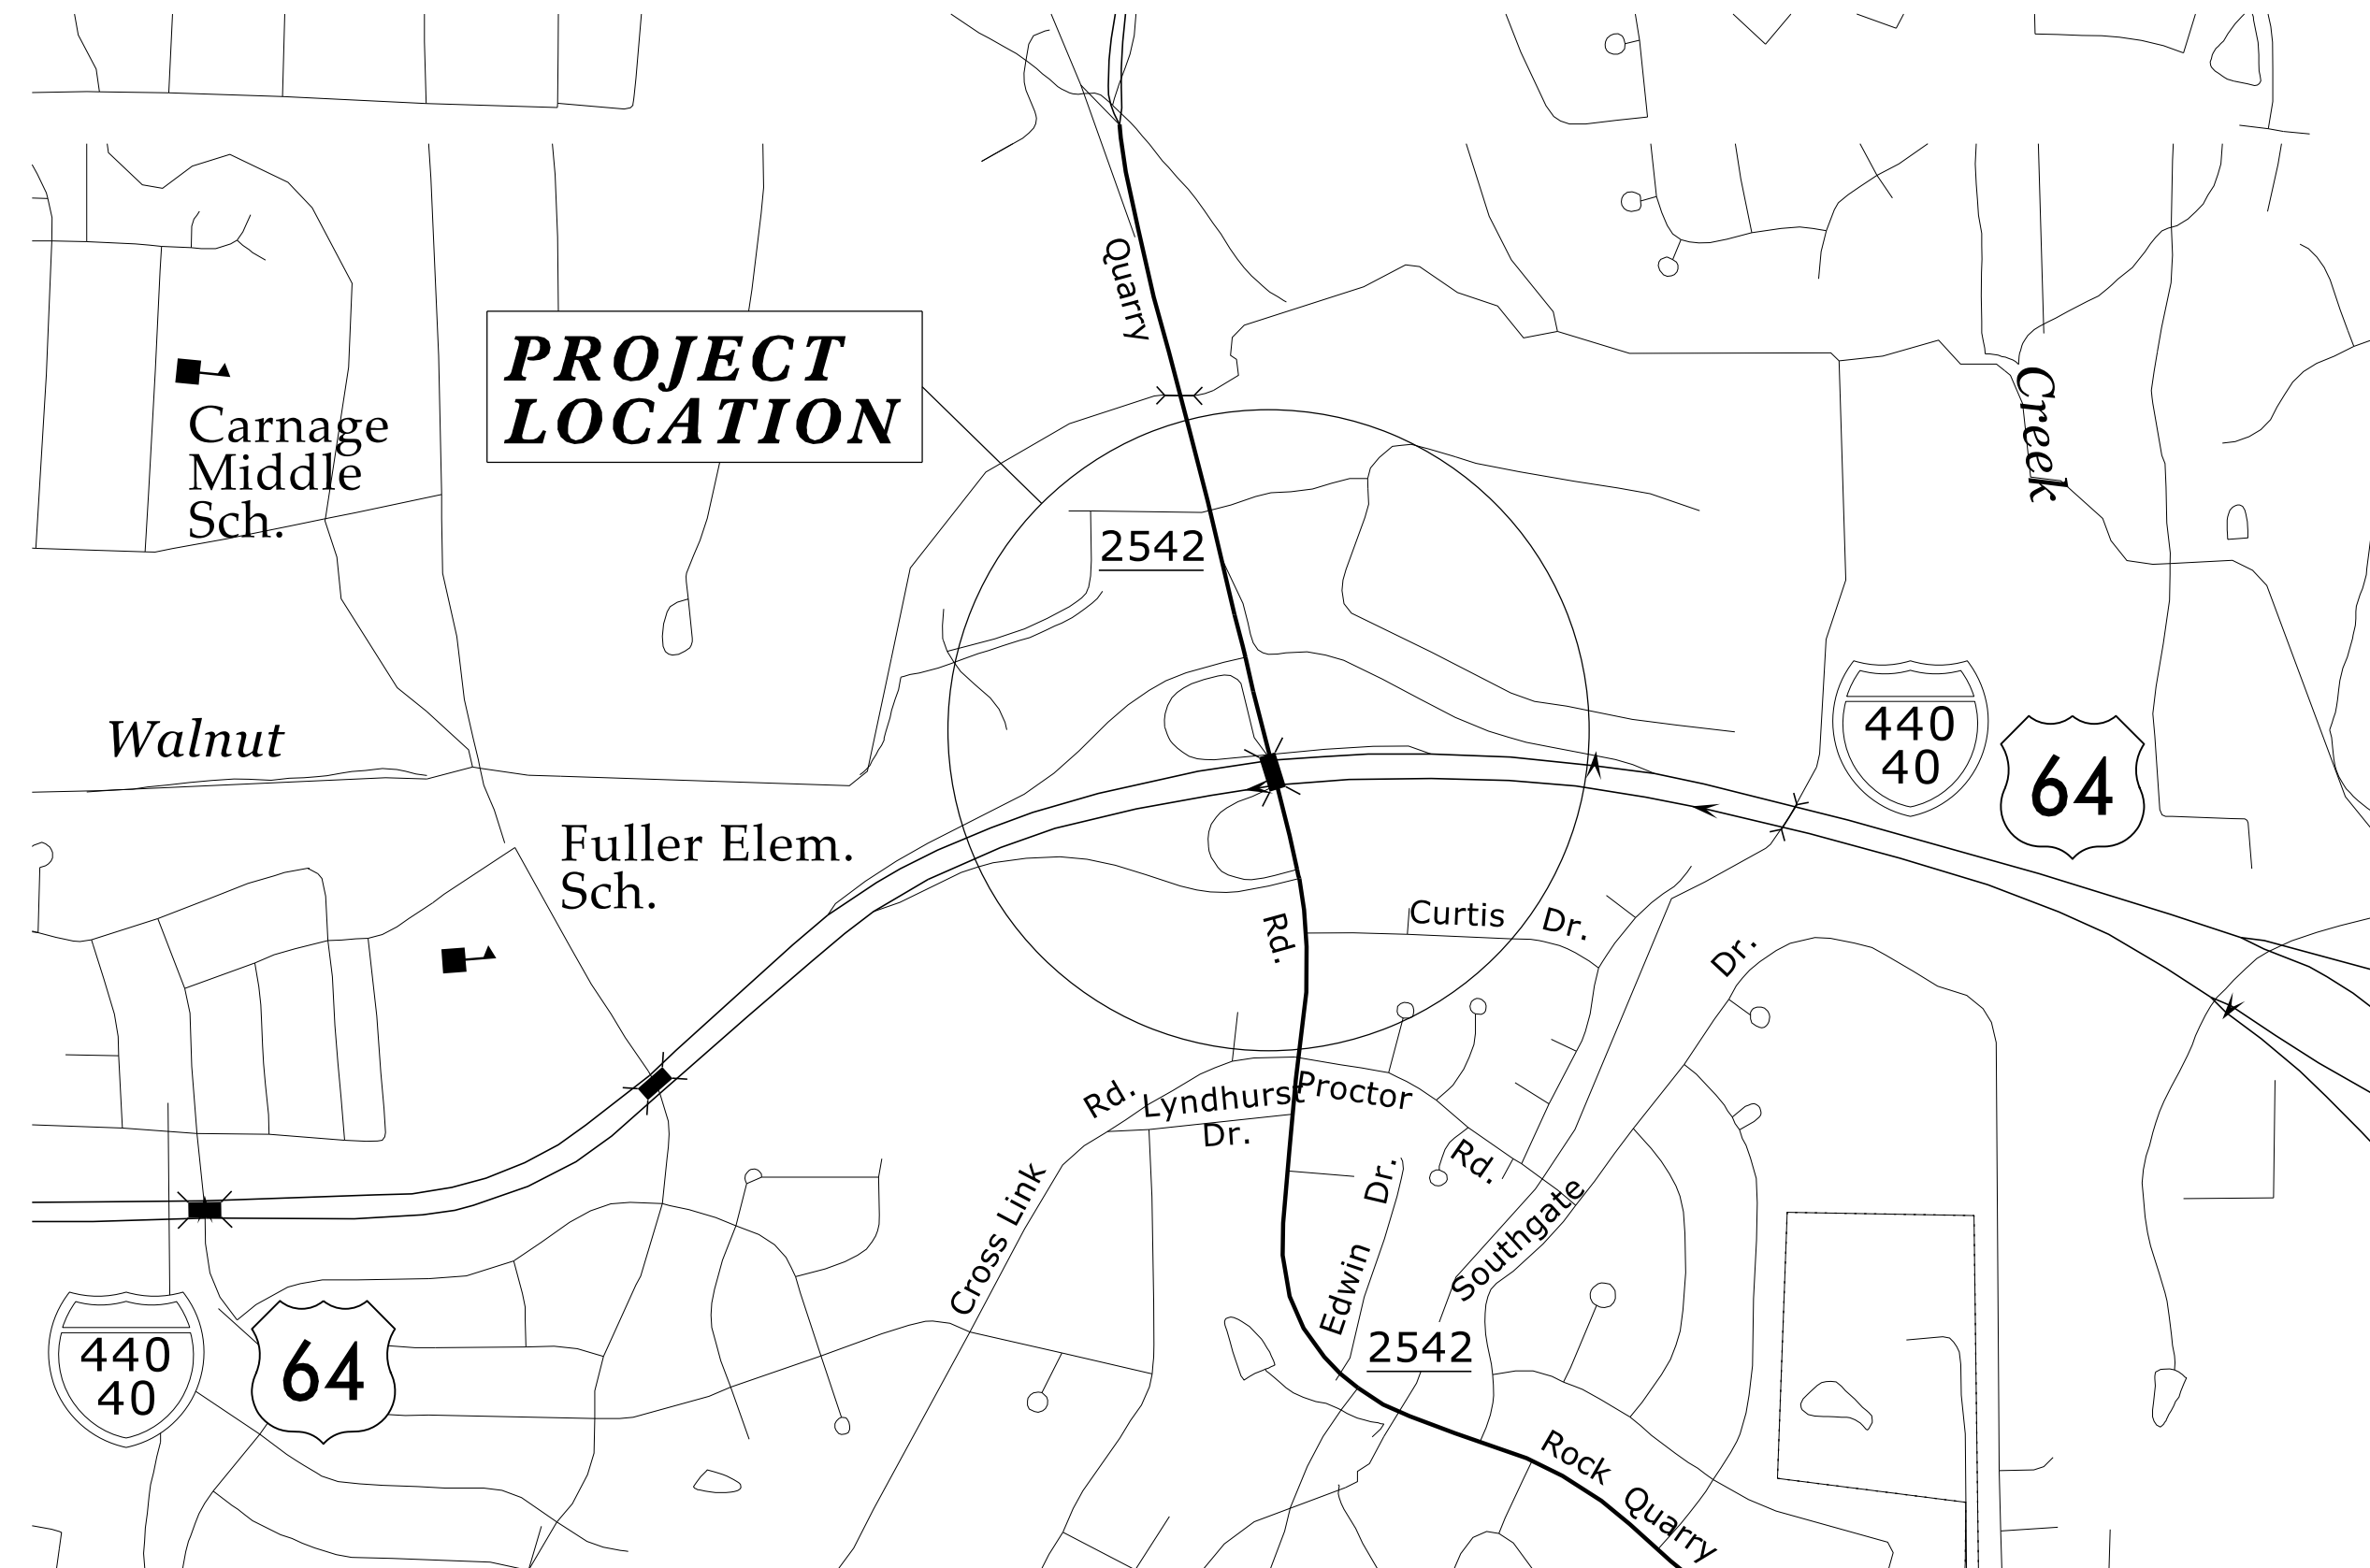 Quarry
PROJECT
LOCATION
Creek
Carnage
Middle
Sch.
2542
440
40
64
Walnut
Fuller Elem.
Sch.
Curtis Dr.
Rd.
Dr.
Rd.
Lyndhurst
Dr.
Proctor
Rd.
Cross Link
Edwin Dr.
Southgate
440
40
64
2542
Rock Quarry